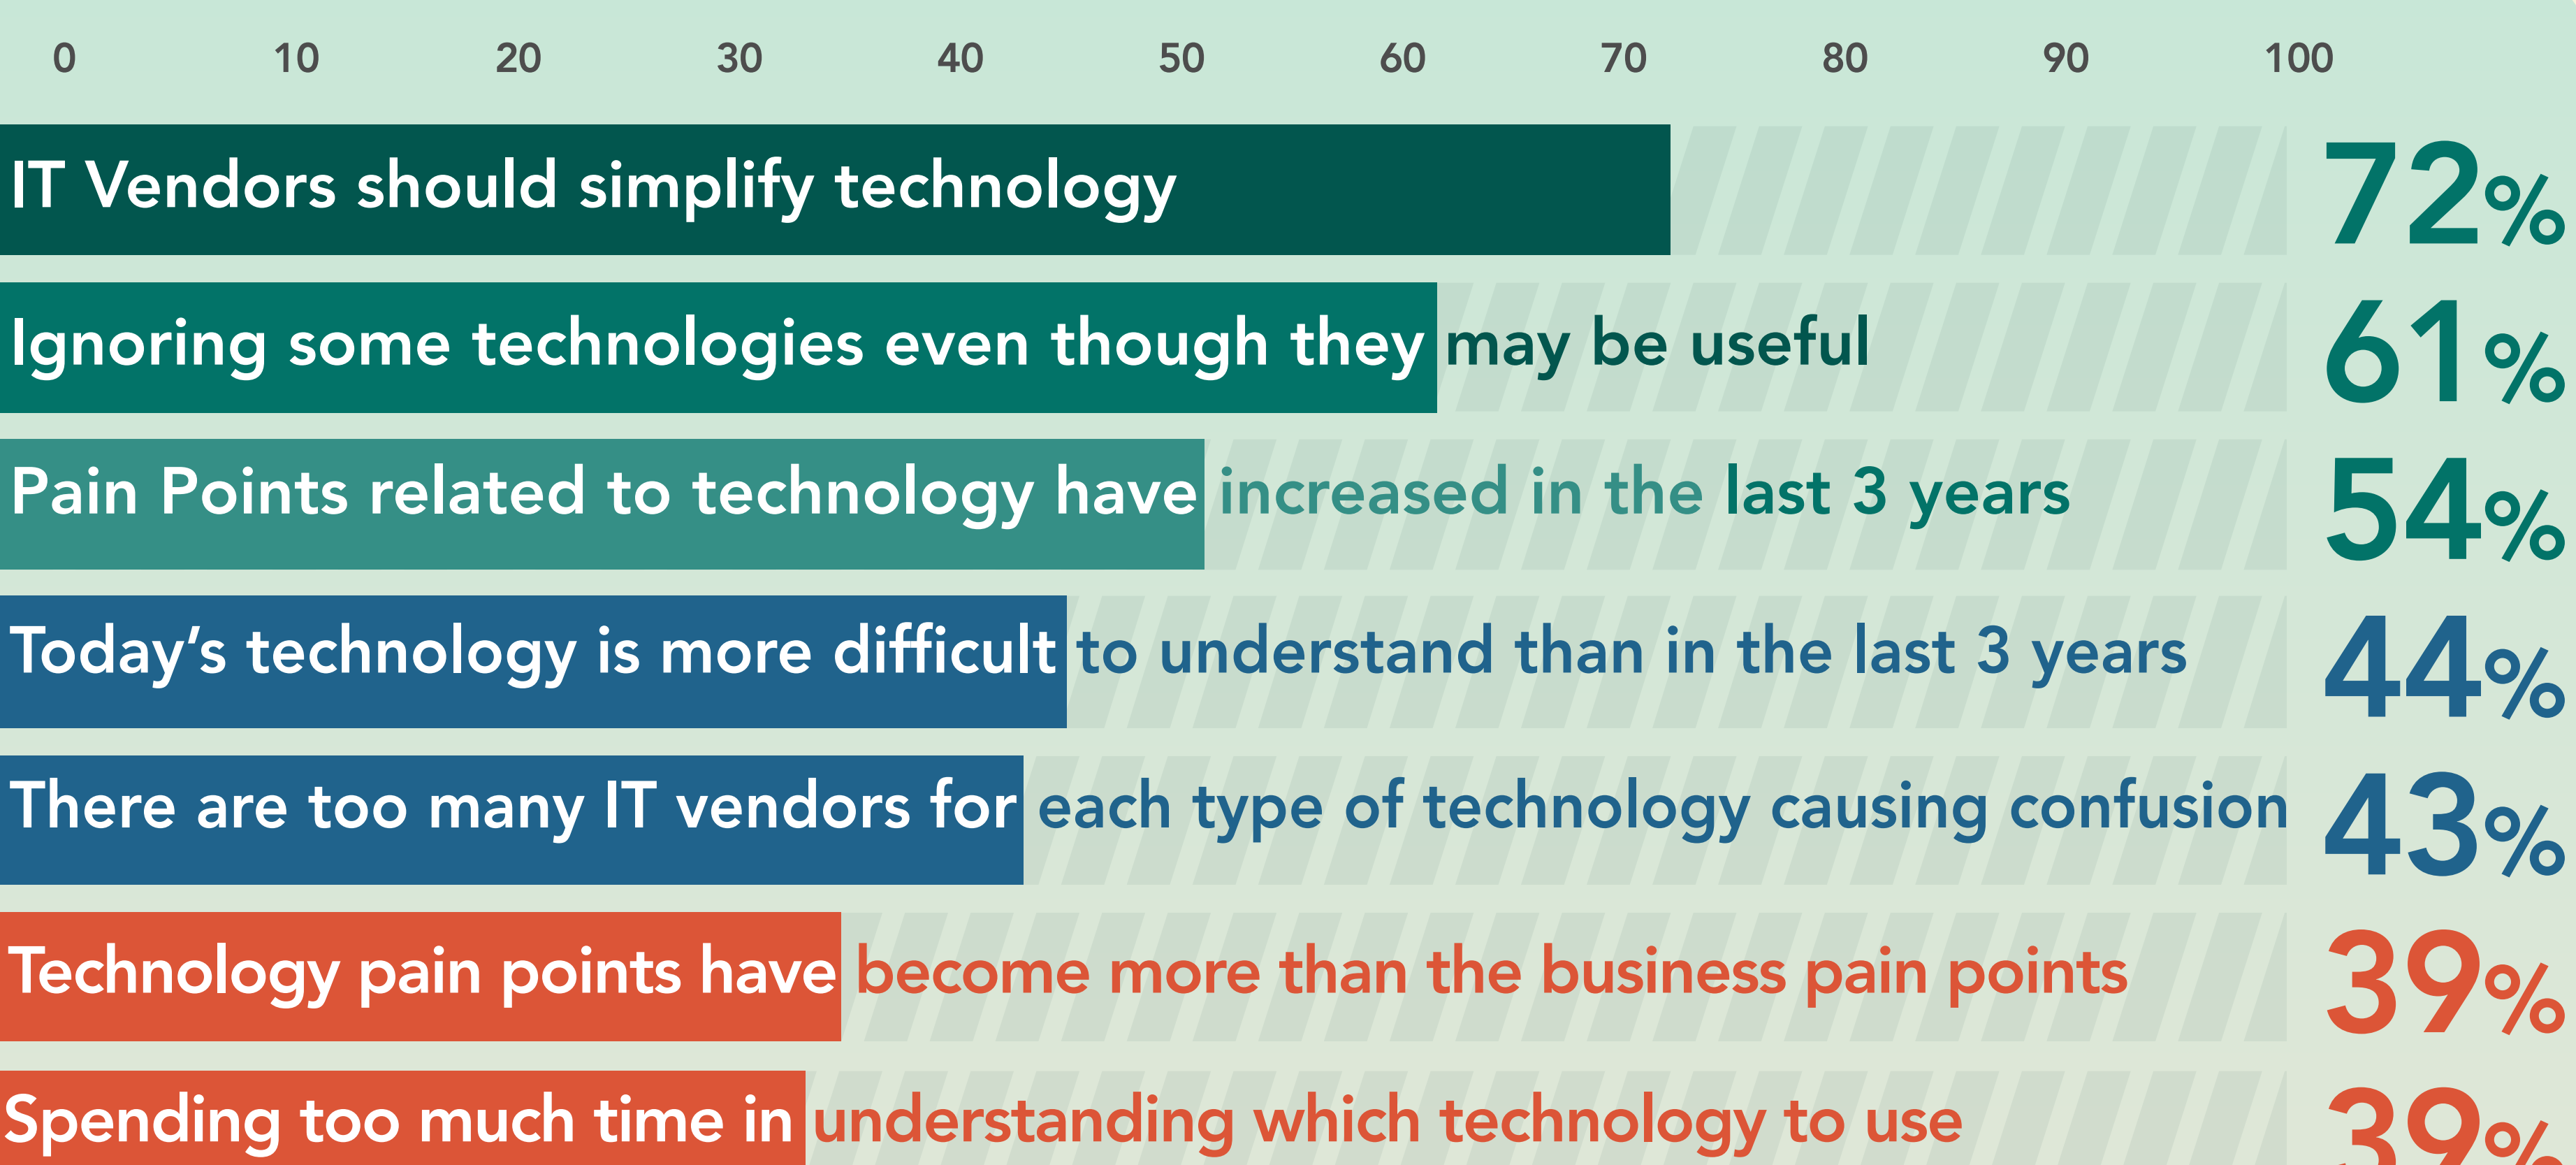 0 10 20 30 40 50 60 70 80 90 100
IT Vendors should simplify technology 72%
Ignoring some technologies even though they may be useful 61%
Pain Points related to technology have increased in the last 3 years 54%
Today’s technology is more difficult to understand than in the last 3 years 44%
There are too many IT vendors for each type of technology causing confusion 43%
Technology pain points have become more than the business pain points 39%
Spending too much time in understanding which technology to use 39%